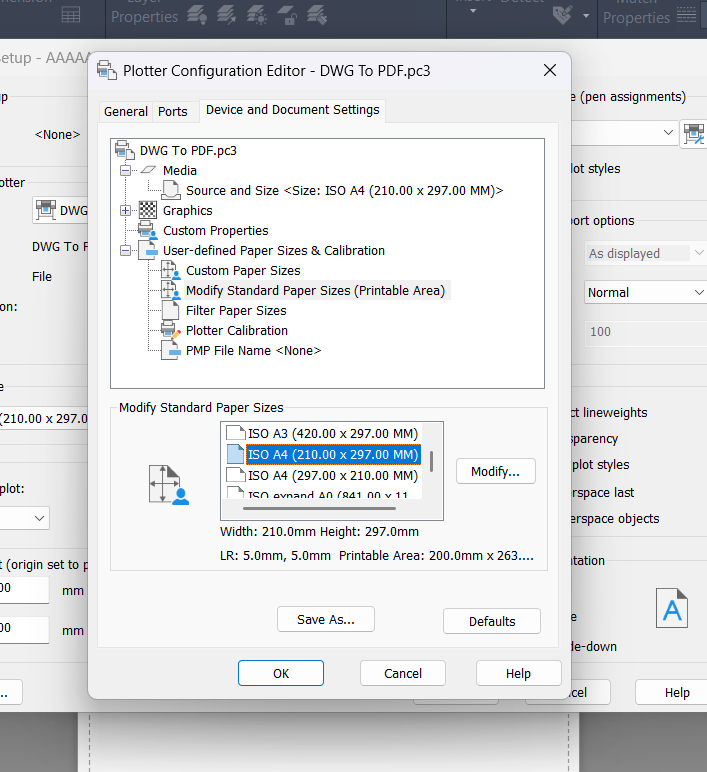 Layer
Properties
Insert Detect
Match
Properties
Setup - AAAAA
Plotter Configuration Editor - DWG To PDF.pc3
General Ports Device and Document Settings
DWG To PDF.pc3
Media
Source and Size <Size: ISO A4 (210.00 x 297.00 MM)>
Graphics
Custom Properties
User-defined Paper Sizes & Calibration
Custom Paper Sizes
Modify Standard Paper Sizes (Printable Area)
Filter Paper Sizes
Plotter Calibration
PMP File Name <None>
Modify Standard Paper Sizes
ISO A3 (420.00 x 297.00 MM)
ISO A4 (210.00 x 297.00 MM)
ISO A4 (297.00 x 210.00 MM)
ISO expand A0 (841.00 x 11
Modify...
Width: 210.0mm Height: 297.0mm
LR: 5.0mm, 5.0mm Printable Area: 200.0mm x 263....
Save As... Defaults
OK Cancel Help
up
<None>
otter
DWG
DWG To P
File
on:
e
(210.00 x 297.0
plot:
t (origin set to p
00 mm
00 mm
...
e (pen assignments)
lot styles
port options
As displayed
Normal
100
ct lineweights
sparency
plot styles
erspace last
erspace objects
ntation
A
e
de-down
cel Help